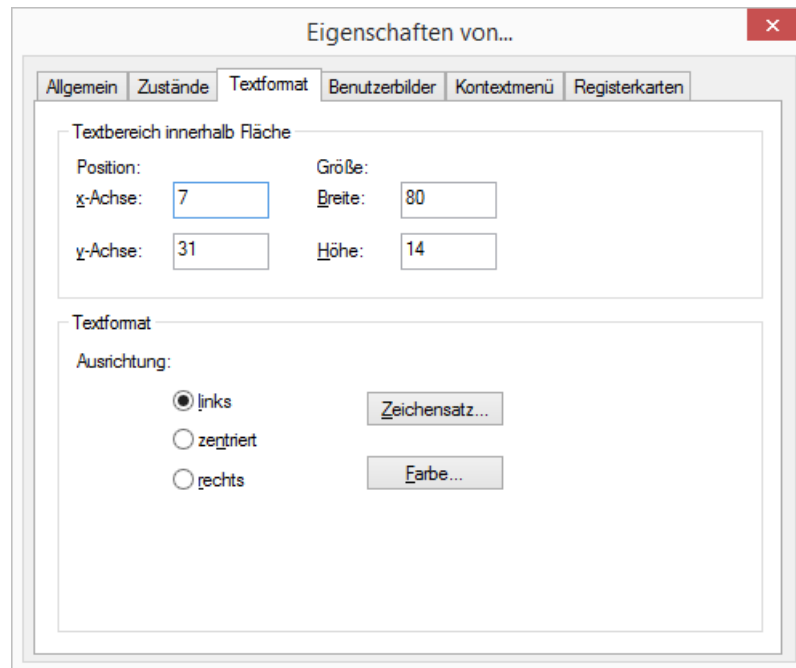 Eigenschaften von...
Allgemein Zustände Textformat Benutzerbilder Kontextmenü Registerkarten
Textbereich innerhalb Fläche
Position: Größe:
x-Achse: 7 Breite: 80
y-Achse: 31 Höhe: 14
Textformat
Ausrichtung:
links Zeichensatz...
zentriert
rechts Farbe...